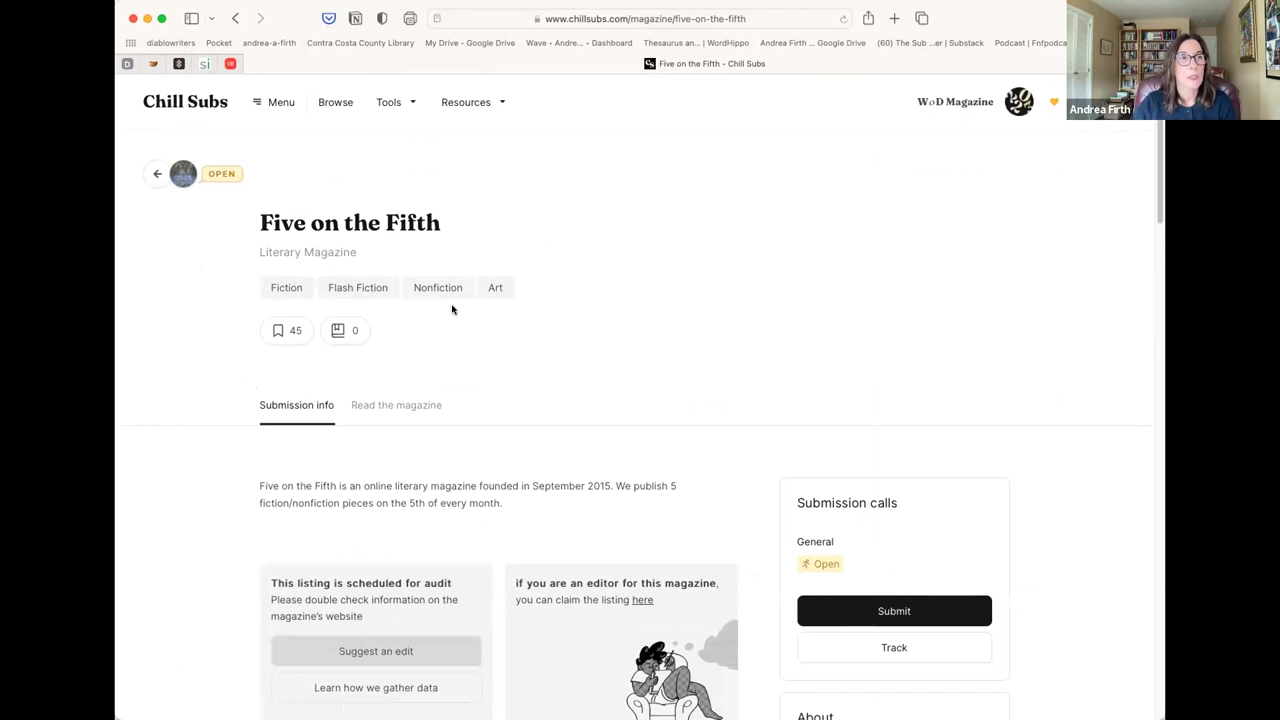 www.chillsubs.com/magazine/five-on-the-fifth
diablowriters Pocket andrea-a-firth Contra Costa County Library My Drive - Google Drive Wave • Andre... • Dashboard Thesaurus an... | WordHippo Andrea Firth ... Google Drive (60) The Sub ...er | Substack Podcast | Fnfpodca
D si Five on the Fifth - Chill Subs
Andrea Firth
Chill Subs Menu Browse Tools Resources WoD Magazine
OPEN
Five on the Fifth
Literary Magazine
Fiction Flash Fiction Nonfiction Art
45 0
Submission info Read the magazine
Five on the Fifth is an online literary magazine founded in September 2015. We publish 5
fiction/nonfiction pieces on the 5th of every month.
This listing is scheduled for audit
Please double check information on the
magazine's website
Suggest an edit
Learn how we gather data
if you are an editor for this magazine,
you can claim the listing here
Submission calls
General
Open
Submit
Track
About